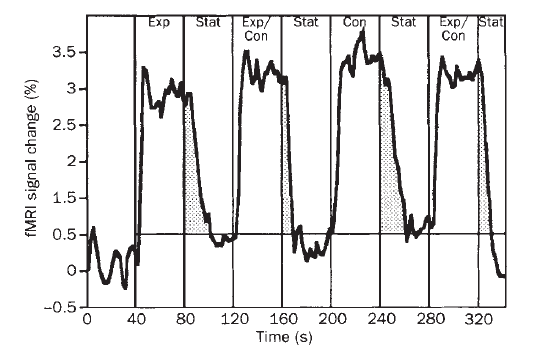 Exp Stat Exp/ Stat Con Stat Exp/ Stat
Con Con
3.5
3
2.5
2
1.5
0.5
0
−0.5
fMRI signal change (%)
0 40 80 120 160 200 240 280 320
Time (s)